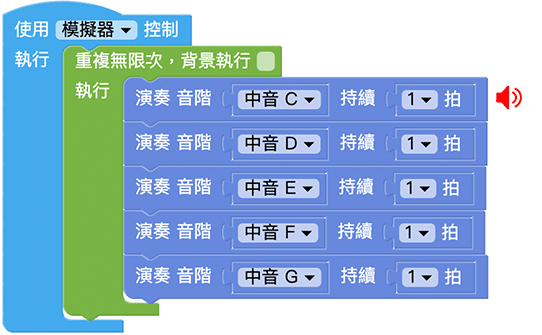 使用 模擬器 控制
執行 重複無限次，背景執行
執行 演奏 音階 中音 C 持續 1 拍
演奏 音階 中音 D 持續 1 拍
演奏 音階 中音 E 持續 1 拍
演奏 音階 中音 F 持續 1 拍
演奏 音階 中音 G 持續 1 拍